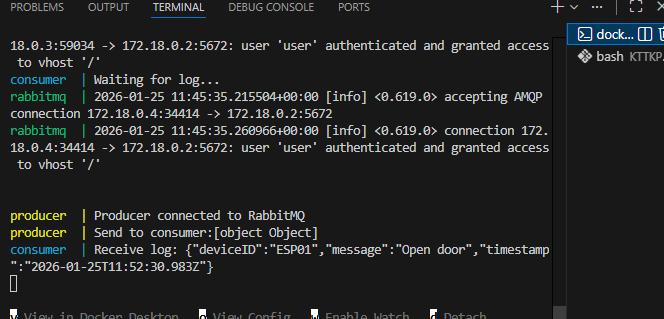 PROBLEMS OUTPUT TERMINAL DEBUG CONSOLE PORTS
dock...
bash KTTKP...
18.0.3:59034 -> 172.18.0.2:5672: user 'user' authenticated and granted access
to vhost '/'
consumer | Waiting for log...
rabbitmq | 2026-01-25 11:45:35.215504+00:00 [info] <0.619.0> accepting AMQP
connection 172.18.0.4:34414 -> 172.18.0.2:5672
rabbitmq | 2026-01-25 11:45:35.260966+00:00 [info] <0.619.0> connection 172.
18.0.4:34414 -> 172.18.0.2:5672: user 'user' authenticated and granted access
to vhost '/'
producer | Producer connected to RabbitMQ
producer | Send to consumer:[object Object]
consumer | Receive log: {"deviceID":"ESP01","message":"Open door","timestamp
":"2026-01-25T11:52:30.983Z"}
v View in Docker Desktop o View Config w Enable Watch d Detach